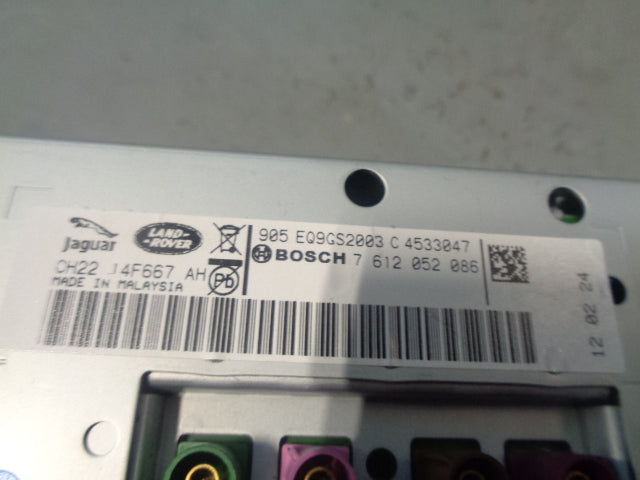 Jaguar
LAND-
-ROVER
905 EQ9GS2003 C 4533047
BOSCH 7 612 052 086
CH22 14F667 AH
Pb
MADE IN MALAYSIA
12 02 24